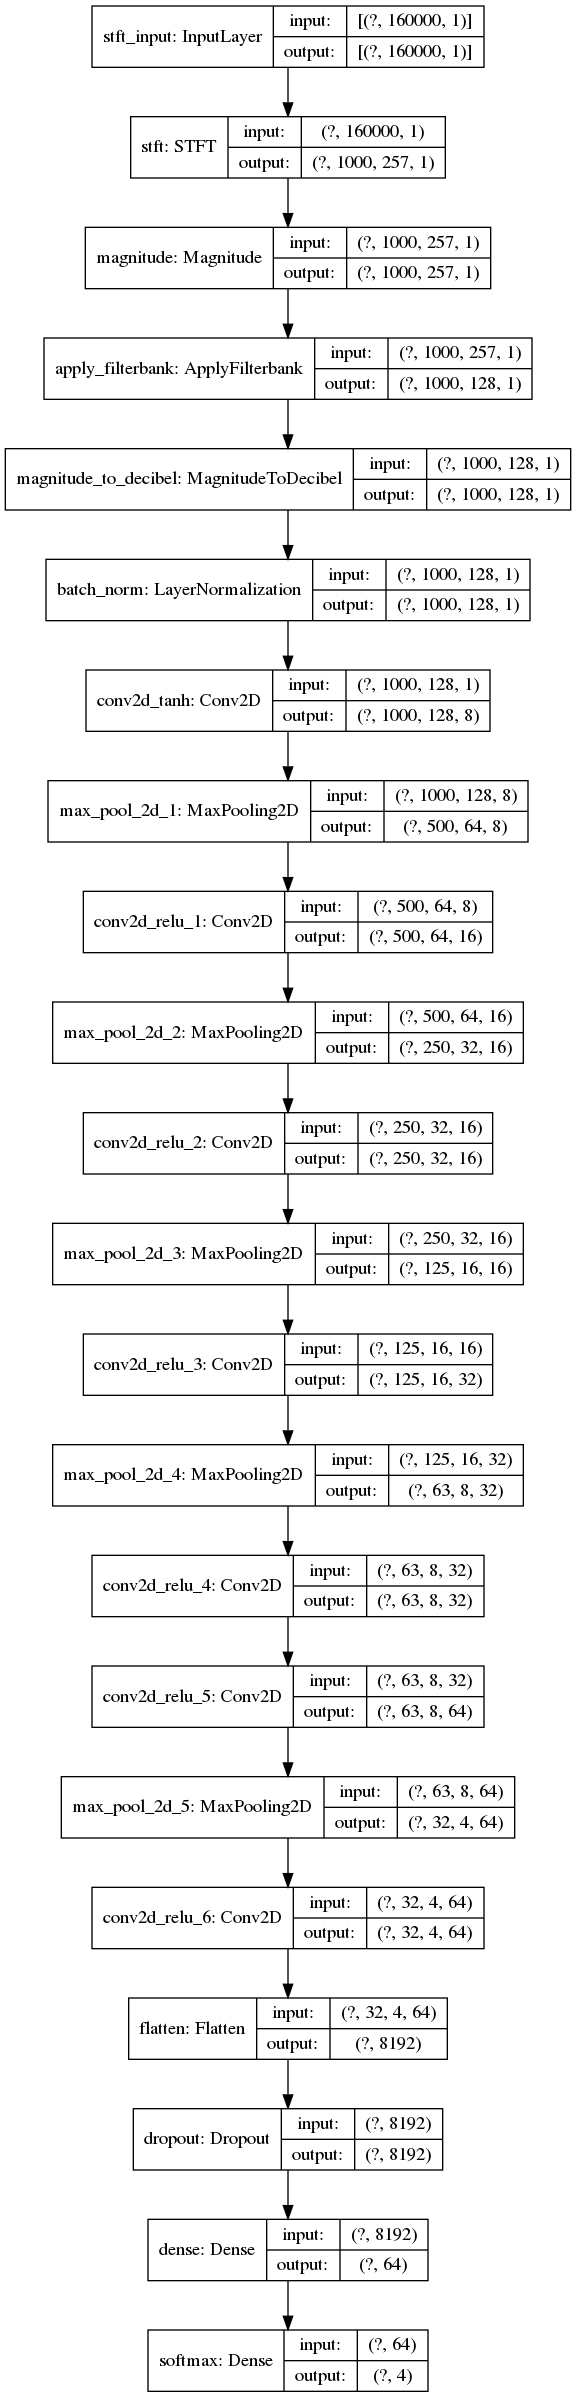 stft_input: InputLayer
input:
[(?, 160000, 1)]
output:
[(?, 160000, 1)]
stft: STFT
input:
(?, 160000, 1)
output:
(?, 1000, 257, 1)
magnitude: Magnitude
input:
(?, 1000, 257, 1)
output:
(?, 1000, 257, 1)
apply_filterbank: ApplyFilterbank
input:
(?, 1000, 257, 1)
output:
(?, 1000, 128, 1)
magnitude_to_decibel: MagnitudeToDecibel
input:
(?, 1000, 128, 1)
output:
(?, 1000, 128, 1)
batch_norm: LayerNormalization
input:
(?, 1000, 128, 1)
output:
(?, 1000, 128, 1)
conv2d_tanh: Conv2D
input:
(?, 1000, 128, 1)
output:
(?, 1000, 128, 8)
max_pool_2d_1: MaxPooling2D
input:
(?, 1000, 128, 8)
output:
(?, 500, 64, 8)
conv2d_relu_1: Conv2D
input:
(?, 500, 64, 8)
output:
(?, 500, 64, 16)
max_pool_2d_2: MaxPooling2D
input:
(?, 500, 64, 16)
output:
(?, 250, 32, 16)
conv2d_relu_2: Conv2D
input:
(?, 250, 32, 16)
output:
(?, 250, 32, 16)
max_pool_2d_3: MaxPooling2D
input:
(?, 250, 32, 16)
output:
(?, 125, 16, 16)
conv2d_relu_3: Conv2D
input:
(?, 125, 16, 16)
output:
(?, 125, 16, 32)
max_pool_2d_4: MaxPooling2D
input:
(?, 125, 16, 32)
output:
(?, 63, 8, 32)
conv2d_relu_4: Conv2D
input:
(?, 63, 8, 32)
output:
(?, 63, 8, 32)
conv2d_relu_5: Conv2D
input:
(?, 63, 8, 32)
output:
(?, 63, 8, 64)
max_pool_2d_5: MaxPooling2D
input:
(?, 63, 8, 64)
output:
(?, 32, 4, 64)
conv2d_relu_6: Conv2D
input:
(?, 32, 4, 64)
output:
(?, 32, 4, 64)
flatten: Flatten
input:
(?, 32, 4, 64)
output:
(?, 8192)
dropout: Dropout
input:
(?, 8192)
output:
(?, 8192)
dense: Dense
input:
(?, 8192)
output:
(?, 64)
softmax: Dense
input:
(?, 64)
output:
(?, 4)